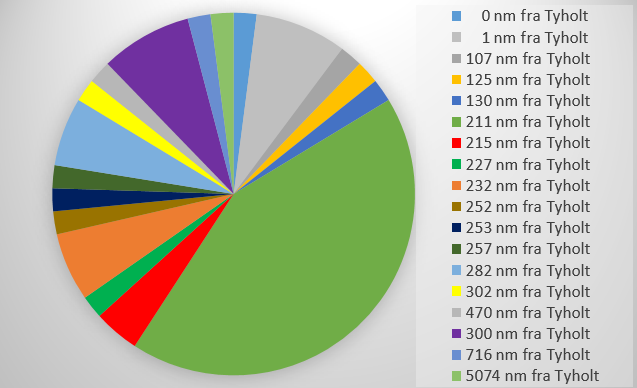 0 nm fra Tyholt
1 nm fra Tyholt
107 nm fra Tyholt
125 nm fra Tyholt
130 nm fra Tyholt
211 nm fra Tyholt
215 nm fra Tyholt
227 nm fra Tyholt
232 nm fra Tyholt
252 nm fra Tyholt
253 nm fra Tyholt
257 nm fra Tyholt
282 nm fra Tyholt
302 nm fra Tyholt
470 nm fra Tyholt
300 nm fra Tyholt
716 nm fra Tyholt
5074 nm fra Tyholt